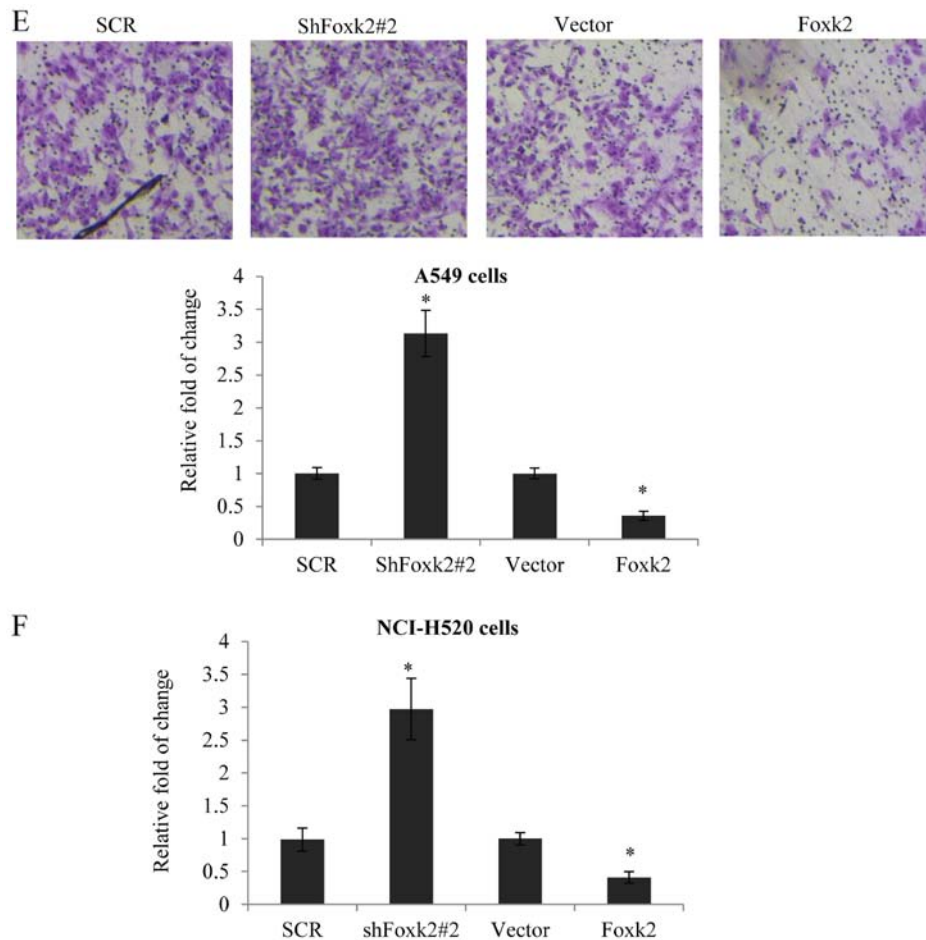 E
SCR ShFoxk2#2 Vector Foxk2
A549 cells
Relative fold of change
4
3.5
3
2.5
2
1.5
1
0.5
0
*
*
SCR ShFoxk2#2 Vector Foxk2
F
NCI-H520 cells
Relative fold of change
4
3.5
3
2.5
2
1.5
1
0.5
0
*
*
SCR shFoxk2#2 Vector Foxk2